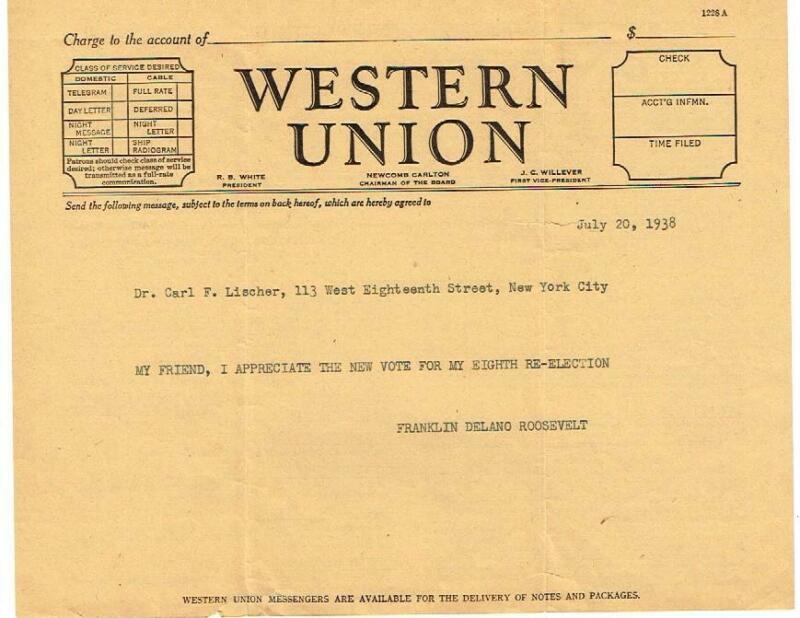 1228 A
Charge to the account of $
CLASS OF SERVICE DESIRED
DOMESTIC CABLE
TELEGRAM FULL RATE
DAY LETTER DEFERRED
NIGHT MESSAGE NIGHT LETTER
NIGHT LETTER SHIP RADIOGRAM
Patrons should check class of service
desired; otherwise message will be
transmitted as a full-rate
communication.
WESTERN
UNION
R. B. WHITE
PRESIDENT
NEWCOMB CARLTON
CHAIRMAN OF THE BOARD
J. C. WILLEVER
FIRST VICE-PRESIDENT
CHECK
ACCT'G INFMN.
TIME FILED
Send the following message, subject to the terms on back hereof, which are hereby agreed to
July 20, 1938
Dr. Carl F. Lischer, 113 West Eighteenth Street, New York City
MY FRIEND, I APPRECIATE THE NEW VOTE FOR MY EIGHTH RE-ELECTION
FRANKLIN DELANO ROOSEVELT
WESTERN UNION MESSENGERS ARE AVAILABLE FOR THE DELIVERY OF NOTES AND PACKAGES.